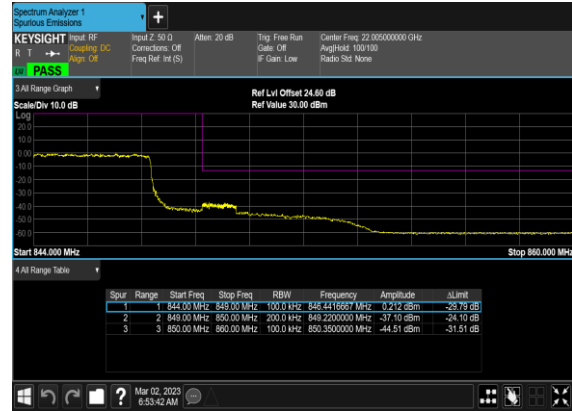 Spectrum Analyzer 1
Spurious Emissions
+
KEYSIGHT Input: RF Input Z: 50 Ω Atten: 20 dB Trig: Free Run Center Freq: 22.005000000 GHz
R T Coupling: DC Corrections: Off Gate: Off Avg|Hold: 100/100
Align: Off Freq Ref: Int (S) IF Gain: Low Radio Std: None
PASS
3 All Range Graph
Ref Lvl Offset 24.60 dB
Scale/Div 10.0 dB Ref Value 30.00 dBm
Log
20.0
10.0
0.00
-10.0
-20.0
-30.0
-40.0
-50.0
-60.0
Start 844.000 MHz Stop 860.000 MHz
4 All Range Table
Spur Range Start Freq Stop Freq RBW Frequency Amplitude ΔLimit
1 1 844.00 MHz 849.00 MHz 100.0 kHz 846.4416667 MHz 0.212 dBm -29.79 dB
2 2 849.00 MHz 850.00 MHz 200.0 kHz 849.2200000 MHz -37.10 dBm -24.10 dB
3 3 850.00 MHz 860.00 MHz 100.0 kHz 850.3500000 MHz -44.51 dBm -31.51 dB
? Mar 02, 2023
6:53:42 AM